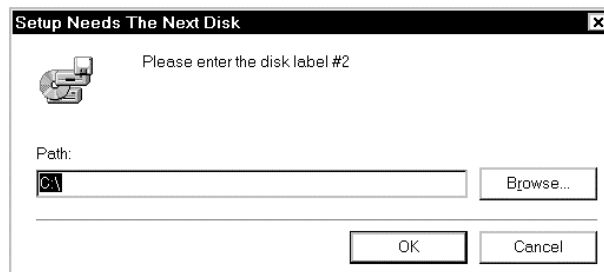 Setup Needs The Next Disk
Please enter the disk label #2
Path:
C:\
Browse...
OK
Cancel